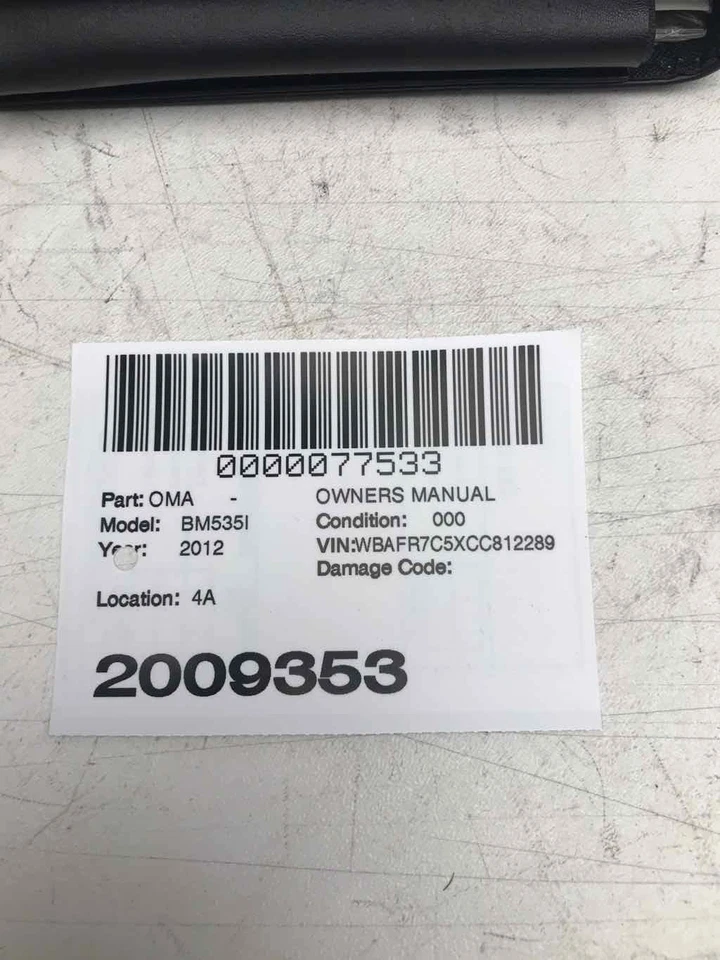 0000077533
Part: OMA - OWNERS MANUAL
Model: BM535I Condition: 000
Year: 2012 VIN:WBAFR7C5XCC812289
Damage Code:
Location: 4A
2009353